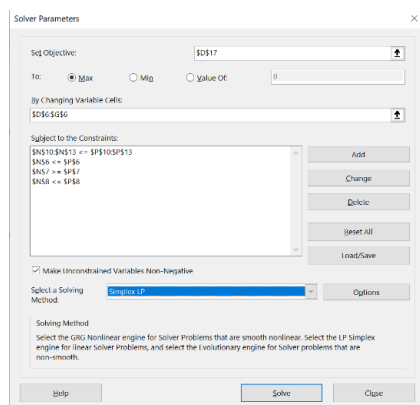 Solver Parameters
Set Objective: $D$17
To: Max Min Value Of: 0
By Changing Variable Cells:
$D$6:$G$6
Subject to the Constraints:
$N$10:$N$13 <= $P$10:$P$13
$N$6 <= $P$6
$N$7 >= $P$7
$N$8 <= $P$8
Add
Change
Delete
Reset All
Load/Save
Make Unconstrained Variables Non-Negative
Select a Solving
Method:
Simplex LP
Options
Solving Method
Select the GRG Nonlinear engine for Solver Problems that are smooth nonlinear. Select the LP Simplex
engine for linear Solver Problems, and select the Evolutionary engine for Solver problems that are
non-smooth.
Help Solve Close